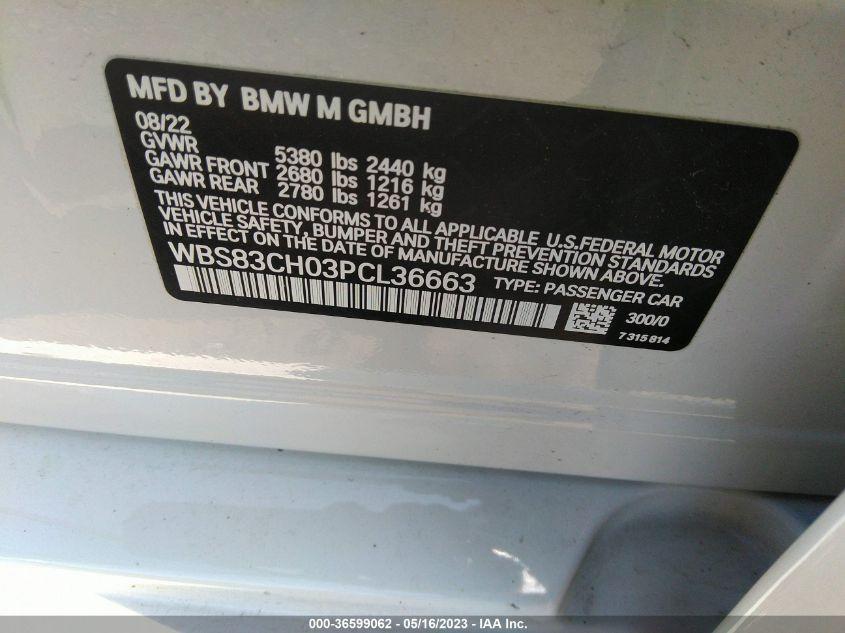 MFD BY BMW M GMBH
08/22
GVWR 5380 lbs 2440 kg
GAWR FRONT 2680 lbs 1216 kg
GAWR REAR 2780 lbs 1261 kg
THIS VEHICLE CONFORMS TO ALL APPLICABLE U.S.FEDERAL MOTOR
VEHICLE SAFETY, BUMPER AND THEFT PREVENTION STANDARDS
IN EFFECT ON THE DATE OF MANUFACTURE SHOWN ABOVE.
WBS83CH03PCL36663 TYPE: PASSENGER CAR
300/0
7 315 814
000-36599062 - 05/16/2023 - IAA Inc.